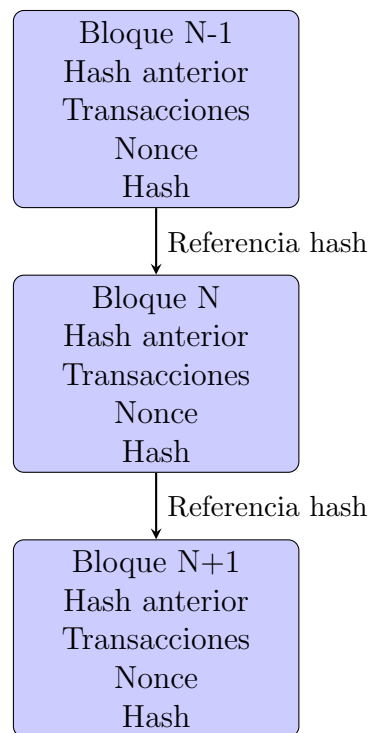 Bloque N-1
Hash anterior
Transacciones
Nonce
Hash
Referencia hash
Bloque N
Hash anterior
Transacciones
Nonce
Hash
Referencia hash
Bloque N+1
Hash anterior
Transacciones
Nonce
Hash